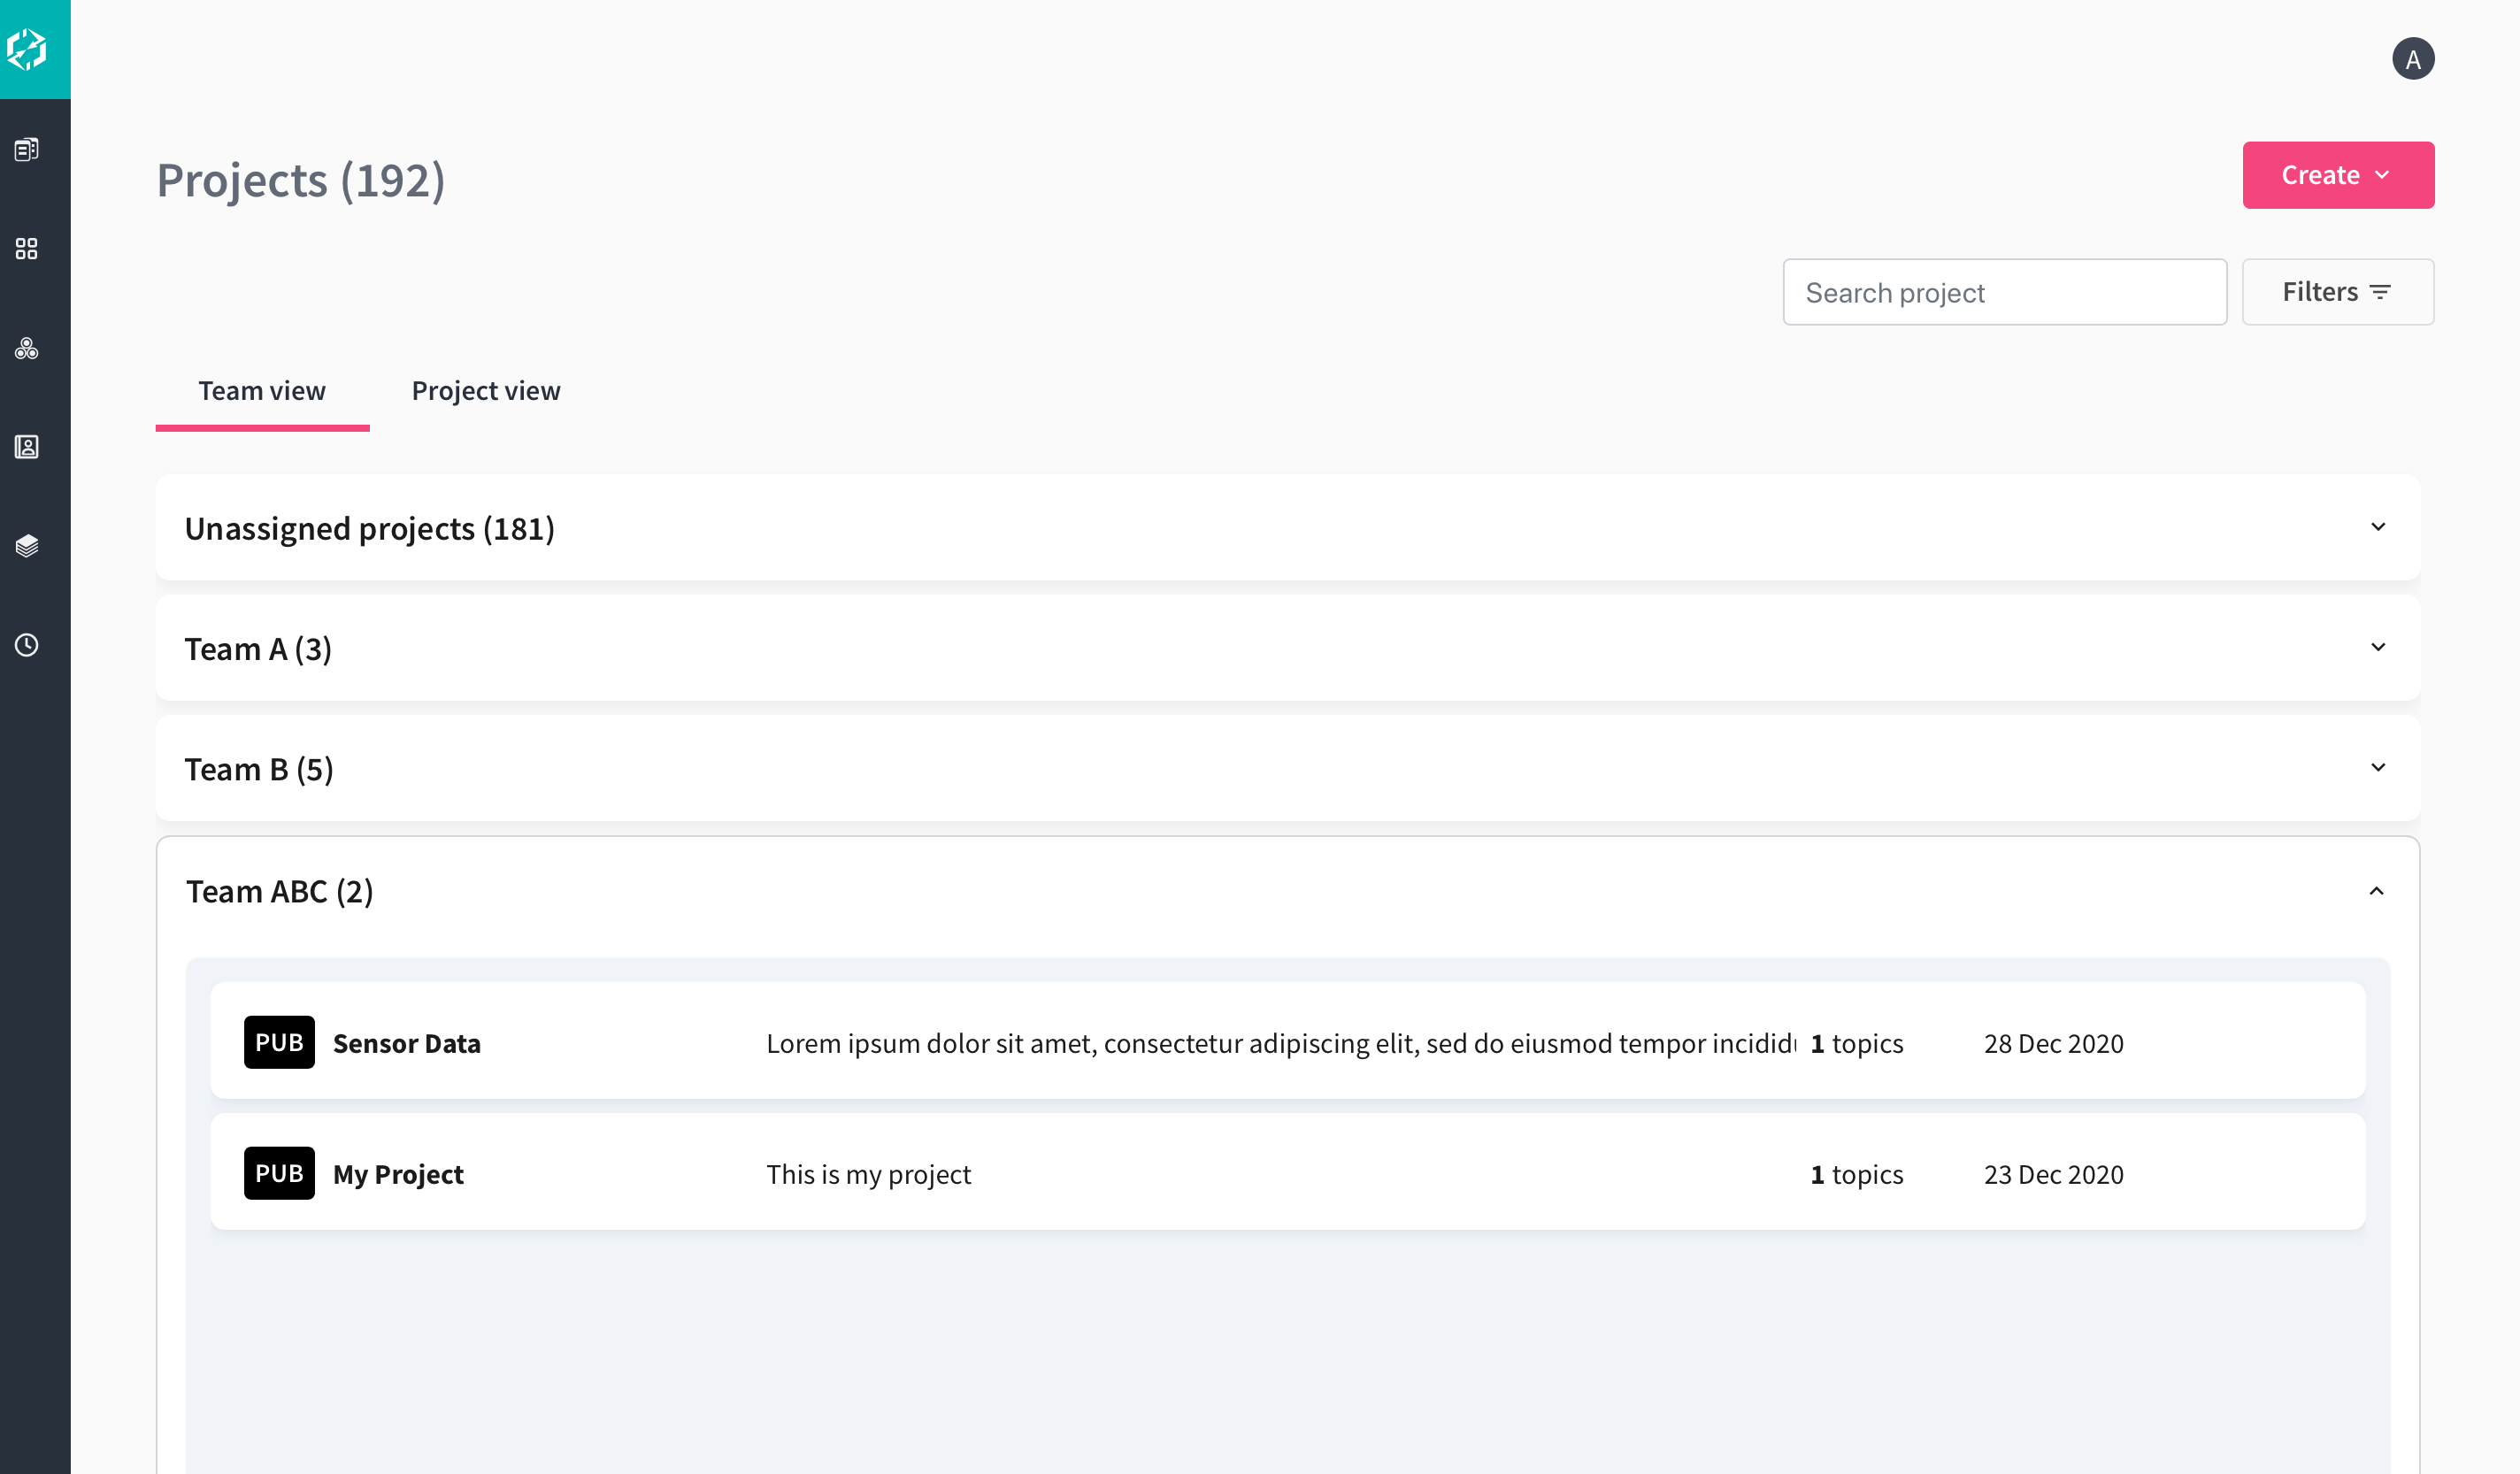 A
Projects (192)
Create
Search project
Filters
Team view Project view
Unassigned projects (181)
Team A (3)
Team B (5)
Team ABC (2)
PUB Sensor Data Lorem ipsum dolor sit amet, consectetur adipiscing elit, sed do eiusmod tempor 1 topics 28 Dec 2020
PUB My Project This is my project 1 topics 23 Dec 2020